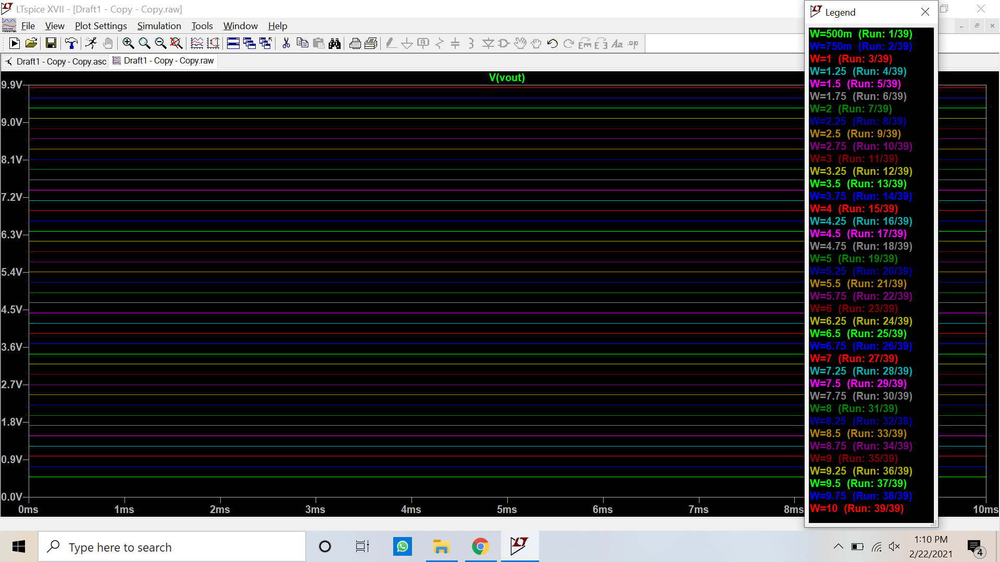 LTspice XVII - [Draft1 - Copy - Copy.raw]
File View Plot Settings Simulation Tools Window Help
Draft1 - Copy - Copy.asc Draft1 - Copy - Copy.raw
V(vout)
9.9V
9.0V
8.1V
7.2V
6.3V
5.4V
4.5V
3.6V
2.7V
1.8V
0.9V
0.0V
0ms 1ms 2ms 3ms 4ms 5ms 6ms 7ms 8ms 10ms
Legend
W=500m (Run: 1/39)
W=750m (Run: 2/39)
W=1 (Run: 3/39)
W=1.25 (Run: 4/39)
W=1.5 (Run: 5/39)
W=1.75 (Run: 6/39)
W=2 (Run: 7/39)
W=2.25 (Run: 8/39)
W=2.5 (Run: 9/39)
W=2.75 (Run: 10/39)
W=3 (Run: 11/39)
W=3.25 (Run: 12/39)
W=3.5 (Run: 13/39)
W=3.75 (Run: 14/39)
W=4 (Run: 15/39)
W=4.25 (Run: 16/39)
W=4.5 (Run: 17/39)
W=4.75 (Run: 18/39)
W=5 (Run: 19/39)
W=5.25 (Run: 20/39)
W=5.5 (Run: 21/39)
W=5.75 (Run: 22/39)
W=6 (Run: 23/39)
W=6.25 (Run: 24/39)
W=6.5 (Run: 25/39)
W=6.75 (Run: 26/39)
W=7 (Run: 27/39)
W=7.25 (Run: 28/39)
W=7.5 (Run: 29/39)
W=7.75 (Run: 30/39)
W=8 (Run: 31/39)
W=8.25 (Run: 32/39)
W=8.5 (Run: 33/39)
W=8.75 (Run: 34/39)
W=9 (Run: 35/39)
W=9.25 (Run: 36/39)
W=9.5 (Run: 37/39)
W=9.75 (Run: 38/39)
W=10 (Run: 39/39)
Type here to search
1:10 PM
2/22/2021
4